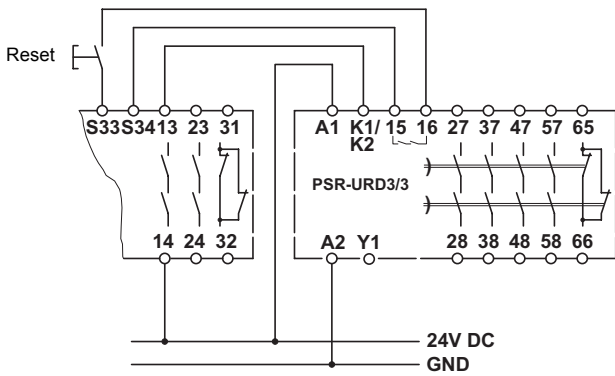 Reset
S33 S34 13 23 31
A1 K1/ 15 16 27 37 47 57 65
K2
PSR-URD3/3
14 24 32
A2 Y1 28 38 48 58 66
24V DC
GND